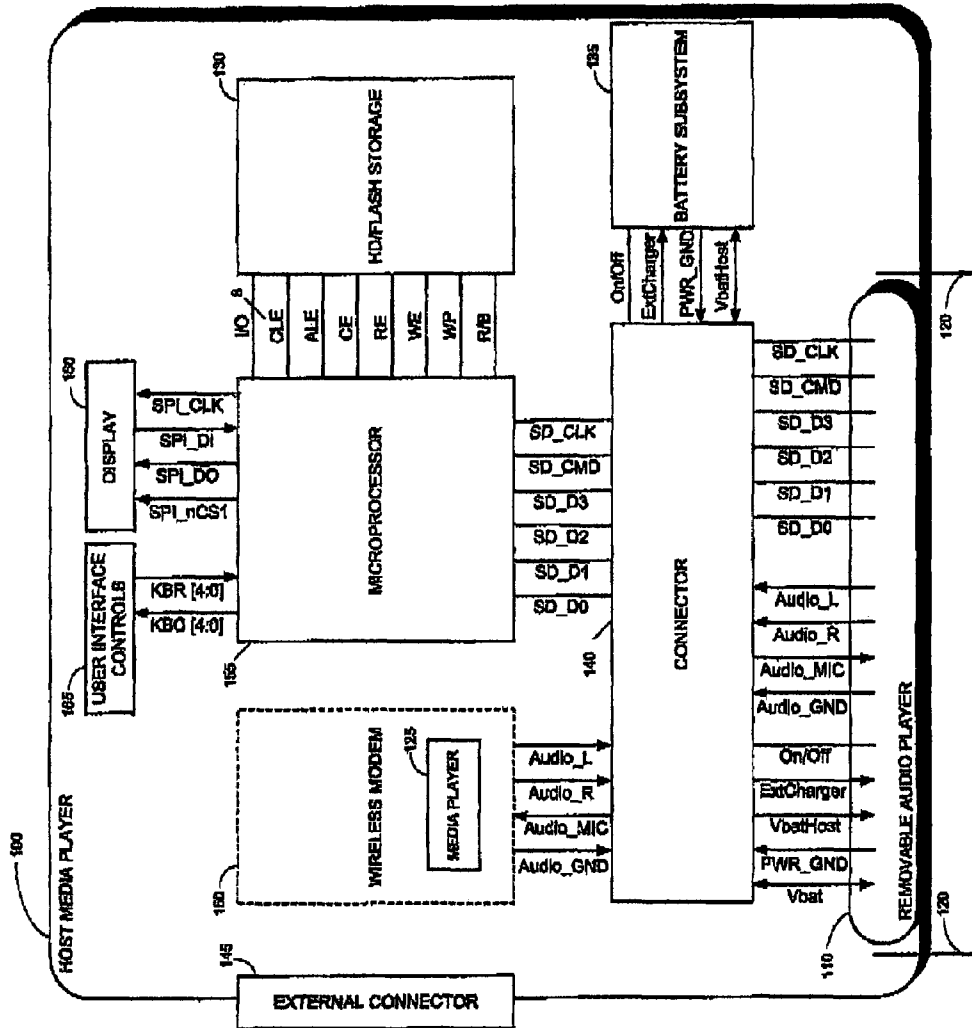 100
HOST MEDIA PLAYER
165
USER INTERFACE
CONTROLS
DISPLAY
150
KBO [4:0]
KBR [4:0]
SPI_nCS1
SPI_DO
SPI_DI
SPI_CLK
145
EXTERNAL CONNECTOR
160
WIRELESS MODEM
125
MEDIA PLAYER
155
MICROPROCESSOR
I/O
8
CLE
ALE
CE
RE
WE
WP
R/B
130
HD/FLASH STORAGE
Audio_GND
Audio_MIC
Audio_R
Audio_L
SD_D0
SD_D1
SD_D2
SD_D3
SD_CMD
SD_CLK
140
CONNECTOR
On/Off
ExtCharger
PWR_GND
VbatHost
135
BATTERY SUBSYSTEM
Vbat
PWR_GND
VbatHost
ExtCharger
On/Off
Audio_GND
Audio_MIC
Audio_R
Audio_L
SD_D0
SD_D1
SD_D2
SD_D3
SD_CMD
SD_CLK
110
REMOVABLE AUDIO PLAYER
120
120